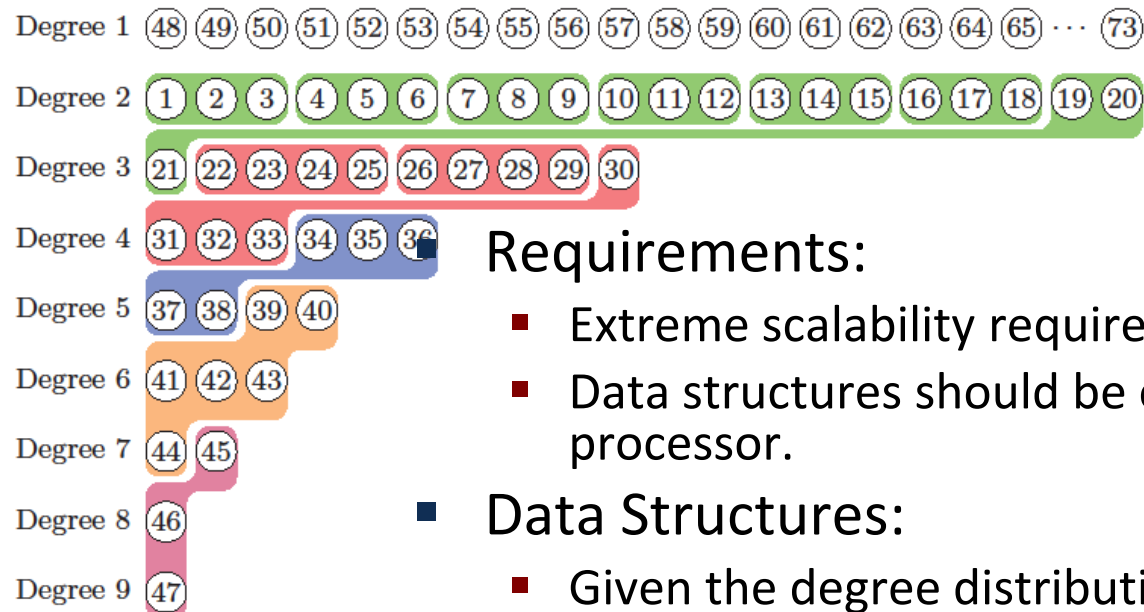 Degree 1 48 49 50 51 52 53 54 55 56 57 58 59 60 61 62 63 64 65 ··· 73
Degree 2 1 2 3 4 5 6 7 8 9 10 11 12 13 14 15 16 17 18 19 20
Degree 3 21 22 23 24 25 26 27 28 29 30
Degree 4 31 32 33 34 35 36
Degree 5 37 38 39 40
Degree 6 41 42 43
Degree 7 44 45
Degree 8 46
Degree 9 47
Requirements:
Extreme scalability require
Data structures should be
processor.
Data Structures:
Given the degree distributi